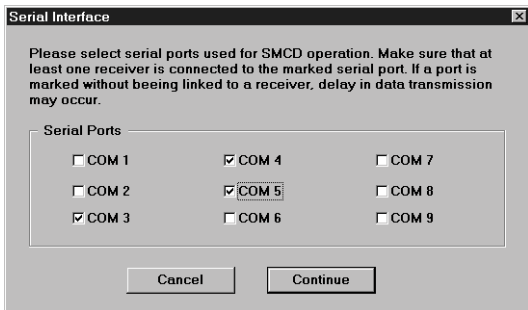 Serial Interface
Please select serial ports used for SMCD operation. Make sure that at
least one receiver is connected to the marked serial port. If a port is
marked without beeing linked to a receiver, delay in data transmission
may occur.
Serial Ports
COM 1 COM 4 COM 7
COM 2 COM 5 COM 8
COM 3 COM 6 COM 9
Cancel Continue